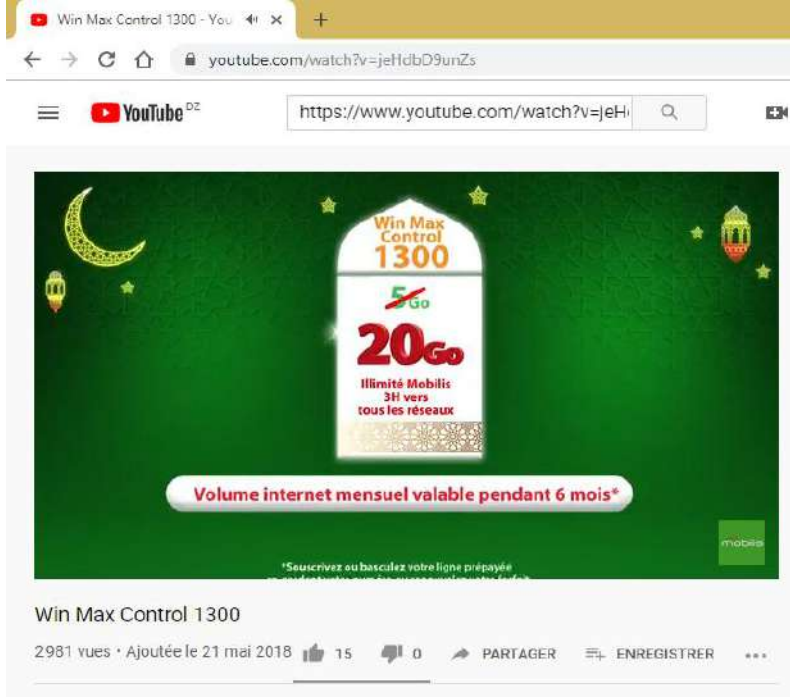 Win Max Control 1300 - You
youtube.com/watch?v=jeHdbD9unZs
YouTube DZ
https://www.youtube.com/watch?v=jeH
Win Max
Control
1300
5Go
20Go
Illimité Mobilis
3H vers
tous les réseaux
Volume internet mensuel valable pendant 6 mois*
mobilis
*Souscrivez ou basculez votre ligne prépayée
Win Max Control 1300
2981 vues • Ajoutée le 21 mai 2018 15 0 PARTAGER ENREGISTRER